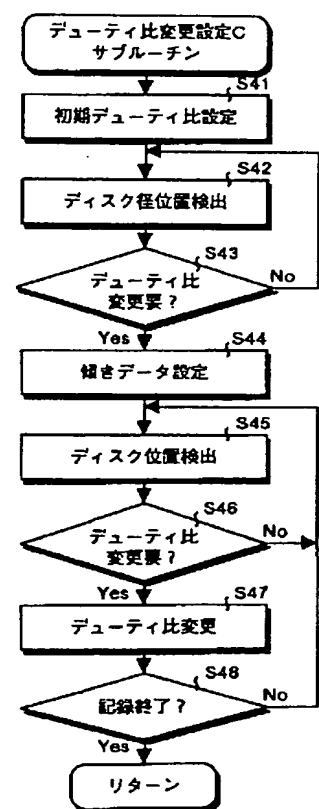 デューティ比変更設定C
サブルーチン
S41
初期デューティ比設定
S42
ディスク径位置検出
S43
デューティ比
変更要？
No
Yes
S44
傾きデータ設定
S45
ディスク位置検出
S46
デューティ比
変更要？
No
Yes
S47
デューティ比変更
S48
記録終了？
No
Yes
リターン